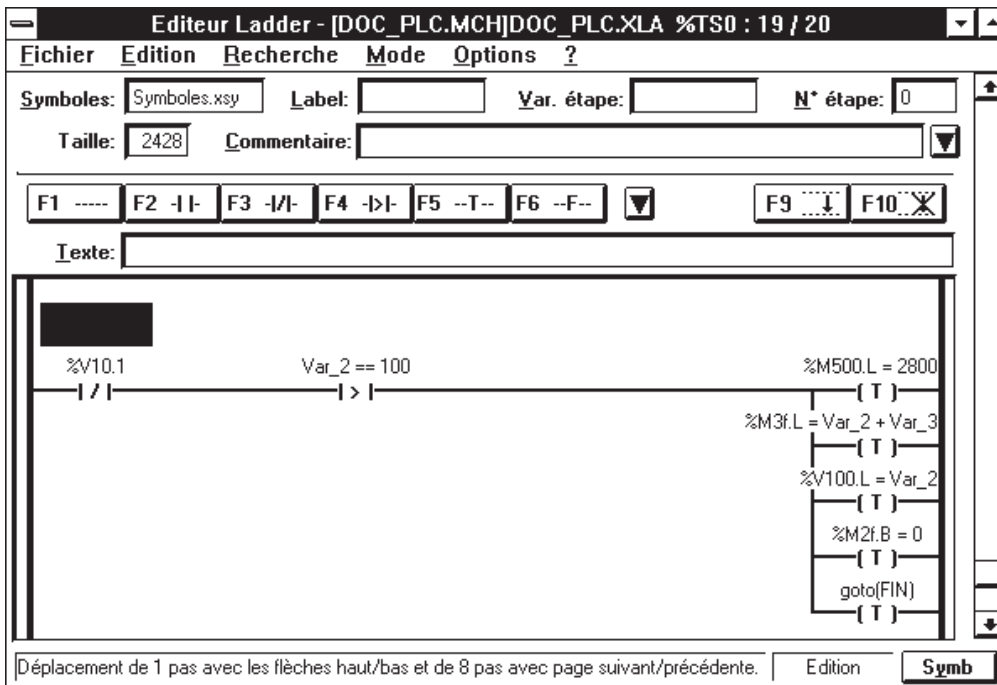 Editeur Ladder - [DOC_PLC.MCH]DOC_PLC.XLA %TS0 : 19 / 20
Fichier Edition Recherche Mode Options ?
Symboles: Symboles.xsy Label: Var. étape: N° étape: 0
Taille: 2428 Commentaire:
F1 ----- F2 -| |- F3 -|/|- F4 -|>|- F5 --T-- F6 --F-- F9 F10
Texte:
%V10.1 Var_2 == 100 %M500.L = 2800
-| / |- -| > |- -( T )-
%M3f.L = Var_2 + Var_3
-( T )-
%V100.L = Var_2
-( T )-
%M2f.B = 0
-( T )-
goto(FIN)
-( T )-
Déplacement de 1 pas avec les flèches haut/bas et de 8 pas avec page suivant/précédente. Edition Symb